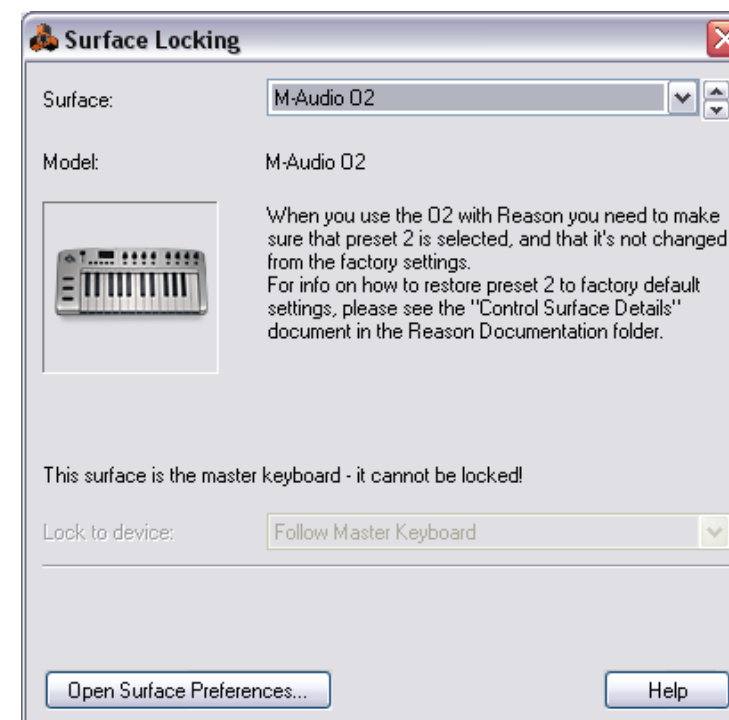 Surface Locking
Surface:
M-Audio O2
Model:
M-Audio O2
When you use the O2 with Reason you need to make
sure that preset 2 is selected, and that it's not changed
from the factory settings.
For info on how to restore preset 2 to factory default
settings, please see the "Control Surface Details"
document in the Reason Documentation folder.
This surface is the master keyboard - it cannot be locked!
Lock to device:
Follow Master Keyboard
Open Surface Preferences...
Help